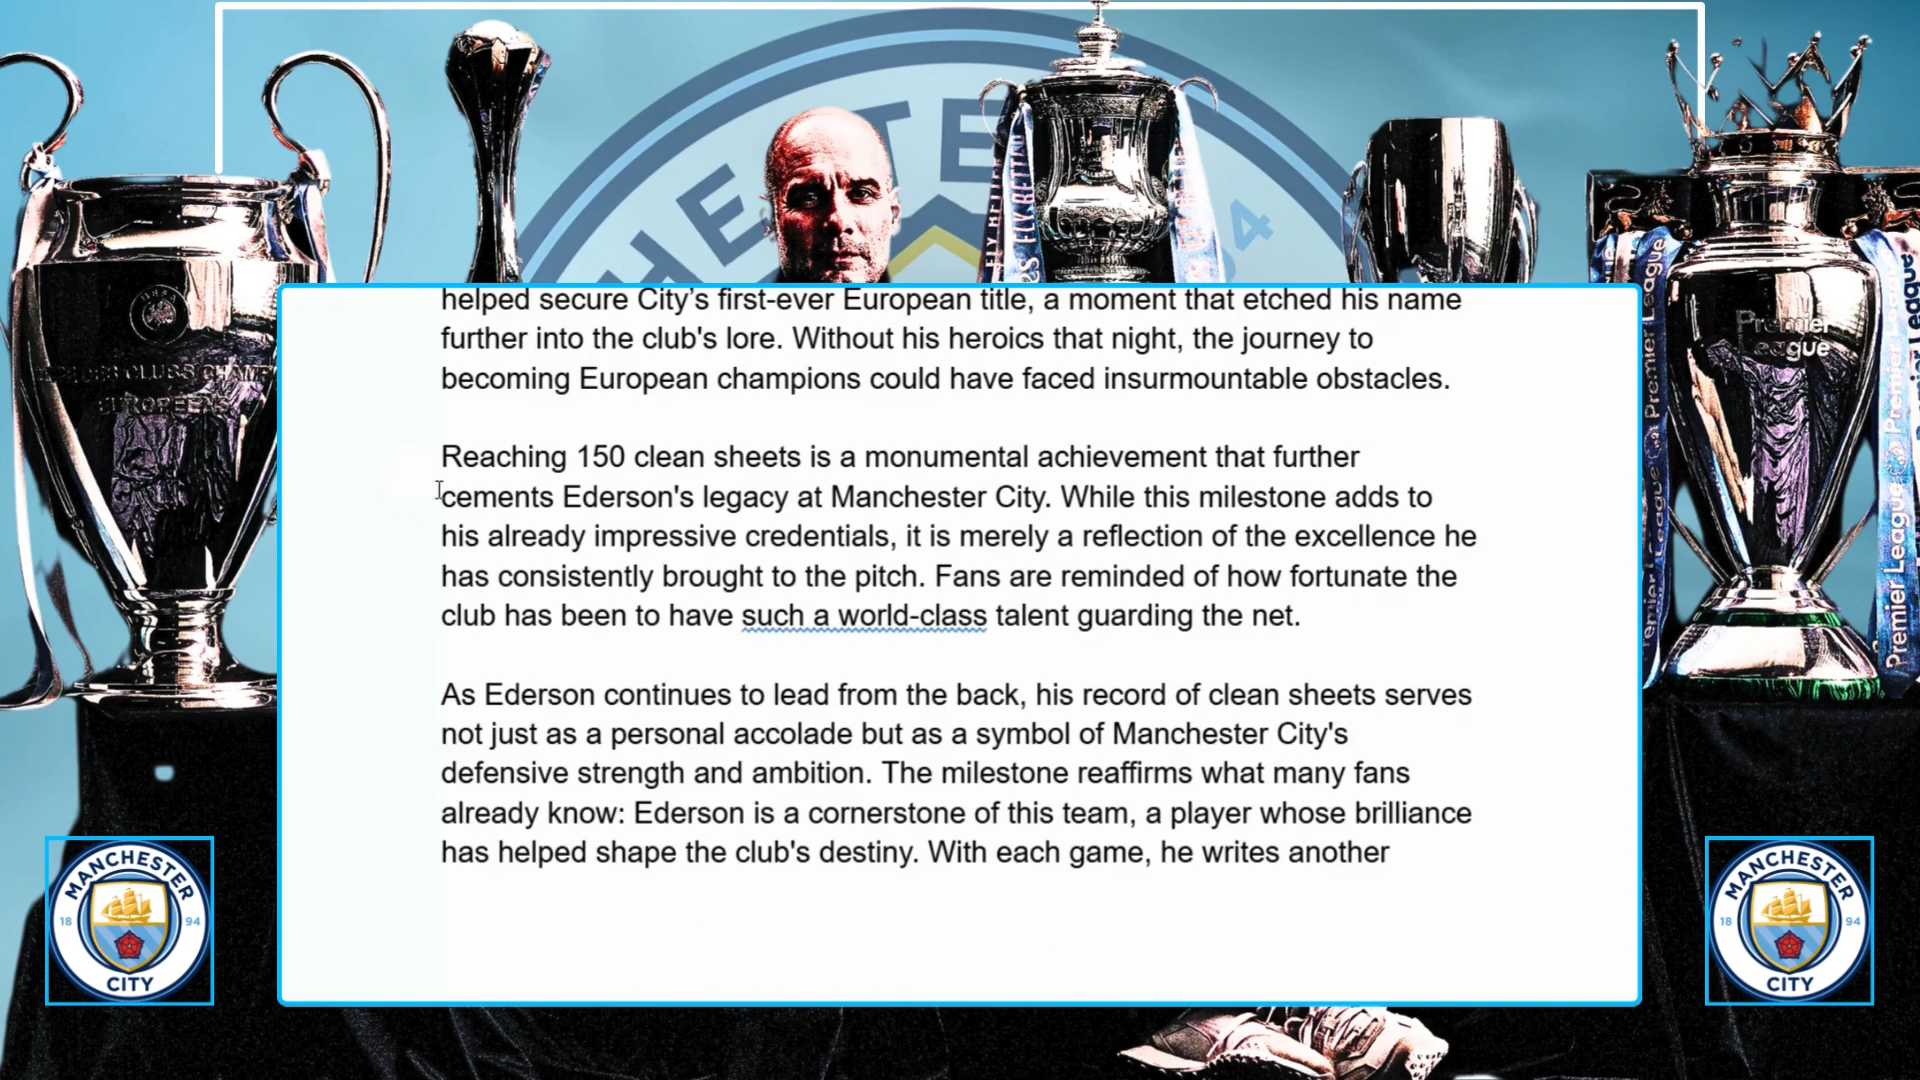 HESTE
94
helped secure City’s first-ever European title, a moment that etched his name
further into the club's lore. Without his heroics that night, the journey to
becoming European champions could have faced insurmountable obstacles.
Reaching 150 clean sheets is a monumental achievement that further
cements Ederson's legacy at Manchester City. While this milestone adds to
his already impressive credentials, it is merely a reflection of the excellence he
has consistently brought to the pitch. Fans are reminded of how fortunate the
club has been to have such a world-class talent guarding the net.
As Ederson continues to lead from the back, his record of clean sheets serves
not just as a personal accolade but as a symbol of Manchester City's
defensive strength and ambition. The milestone reaffirms what many fans
already know: Ederson is a cornerstone of this team, a player whose brilliance
has helped shape the club's destiny. With each game, he writes another
Premier
League
Premier League
Premier League
MANCHESTER
18 94
CITY
MANCHESTER
18 94
CITY